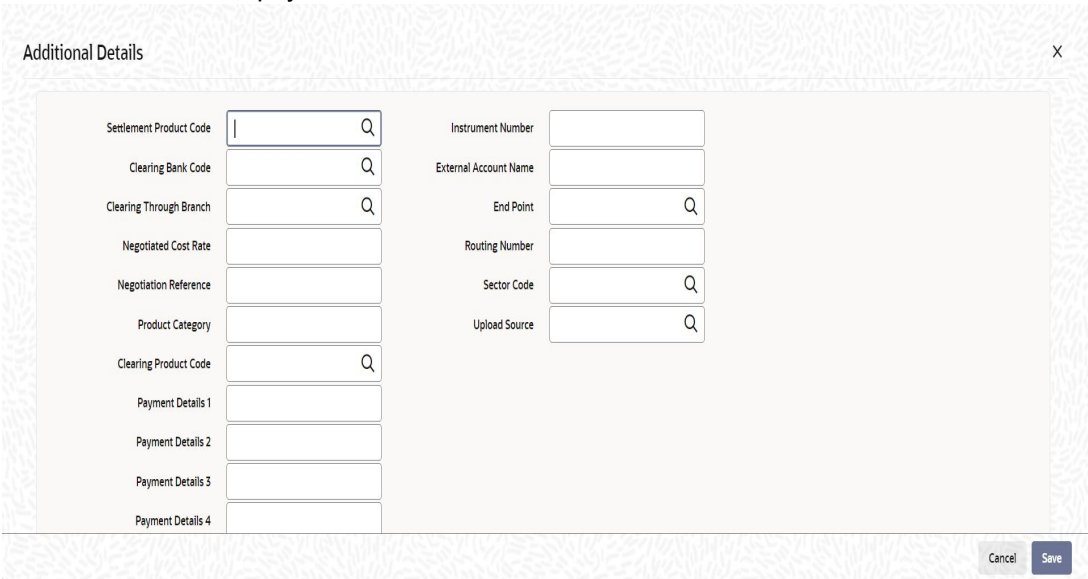 Additional Details
X
Settlement Product Code
Clearing Bank Code
Clearing Through Branch
Negotiated Cost Rate
Negotiation Reference
Product Category
Clearing Product Code
Payment Details 1
Payment Details 2
Payment Details 3
Payment Details 4
Instrument Number
External Account Name
End Point
Routing Number
Sector Code
Upload Source
Cancel
Save